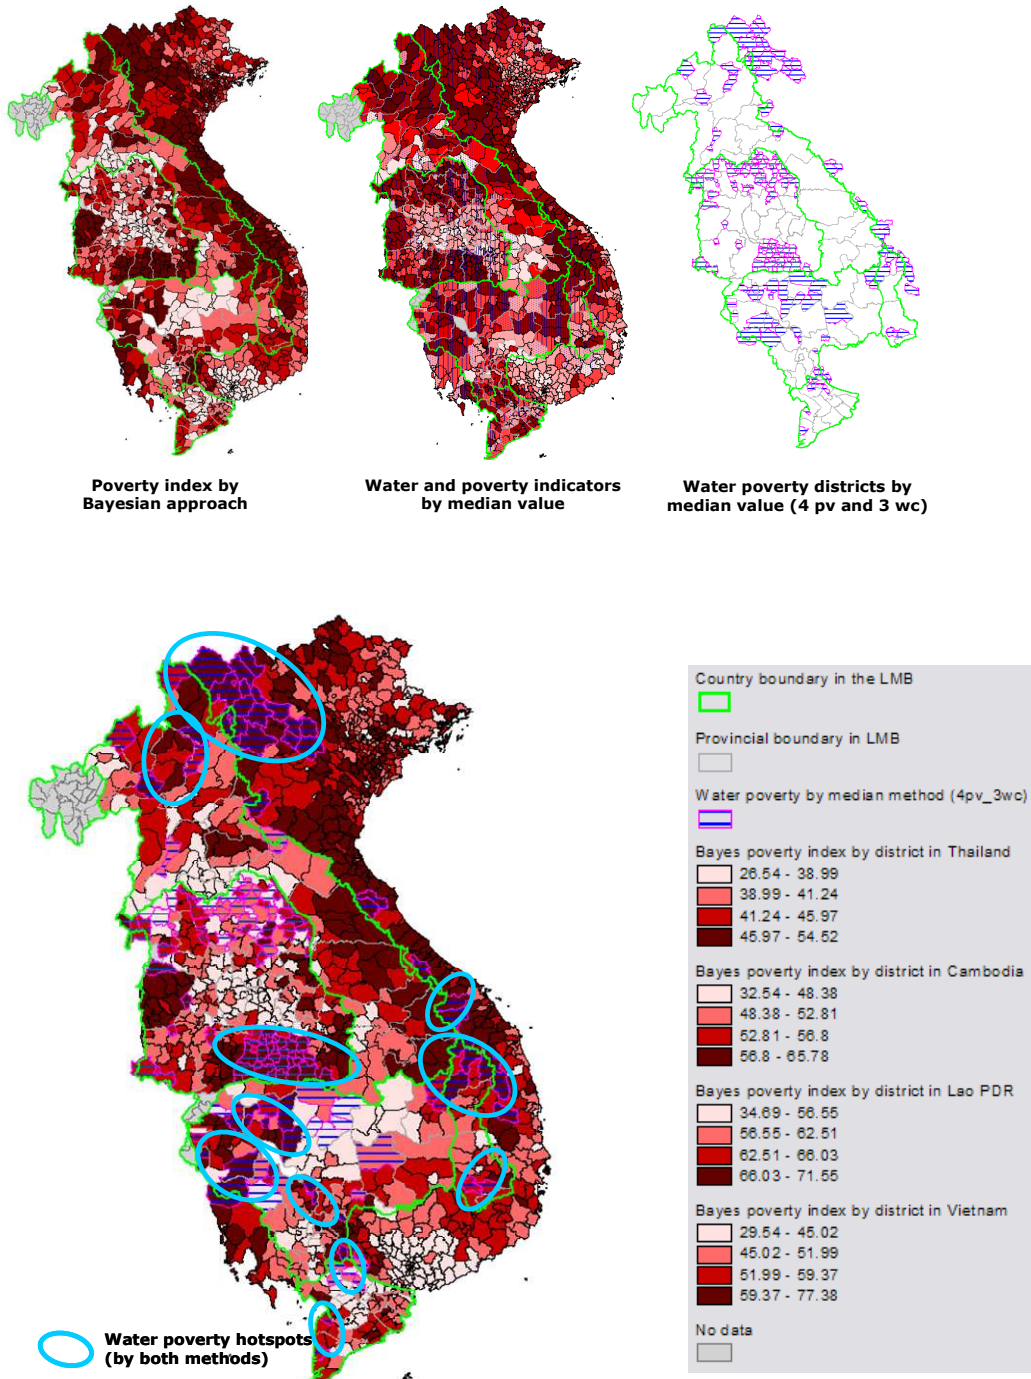 Poverty index by
Bayesian approach
Water and poverty indicators
by median value
Water poverty districts by
median value (4 pv and 3 wc)
Country boundary in the LMB
Provincial boundary in LMB
Water poverty by median method (4pv_3wc)
Bayes poverty index by district in Thailand
26.54 - 38.99
38.99 - 41.24
41.24 - 45.97
45.97 - 54.52
Bayes poverty index by district in Cambodia
32.54 - 48.38
48.38 - 52.81
52.81 - 56.8
56.8 - 65.78
Bayes poverty index by district in Lao PDR
34.69 - 56.55
56.55 - 62.51
62.51 - 66.03
66.03 - 71.55
Bayes poverty index by district in Vietnam
29.54 - 45.02
45.02 - 51.99
51.99 - 59.37
59.37 - 77.38
No data
Water poverty hotspots
(by both methods)